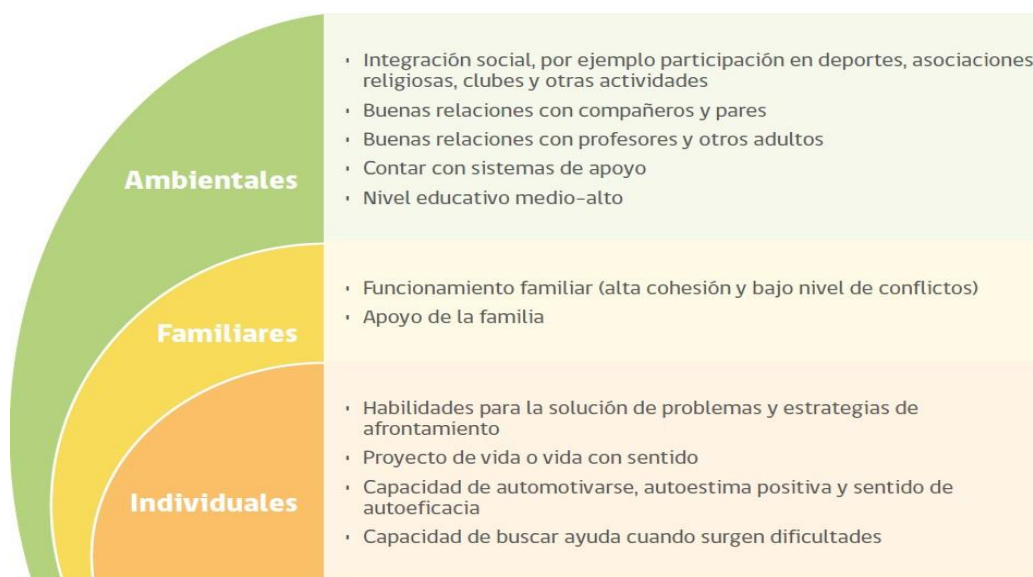 Ambientales
· Integración social, por ejemplo participación en deportes, asociaciones
religiosas, clubes y otras actividades
· Buenas relaciones con compañeros y pares
· Buenas relaciones con profesores y otros adultos
· Contar con sistemas de apoyo
· Nivel educativo medio-alto
Familiares
· Funcionamiento familiar (alta cohesión y bajo nivel de conflictos)
· Apoyo de la familia
Individuales
· Habilidades para la solución de problemas y estrategias de
afrontamiento
· Proyecto de vida o vida con sentido
· Capacidad de automotivarse, autoestima positiva y sentido de
autoeficacia
· Capacidad de buscar ayuda cuando surgen dificultades